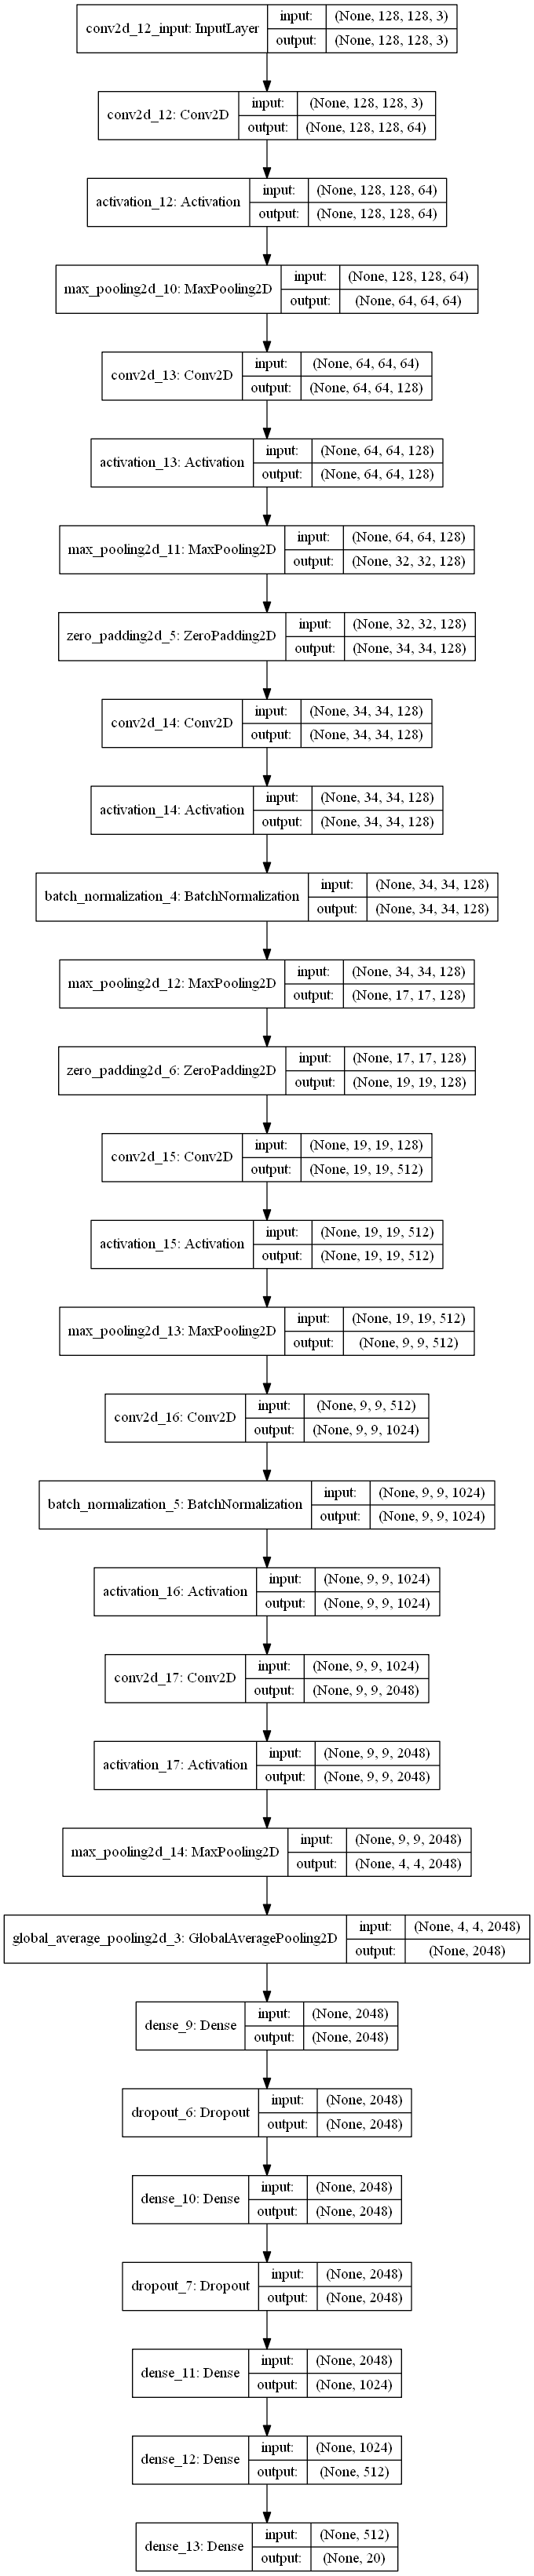 conv2d_12_input: InputLayer input: (None, 128, 128, 3)
output: (None, 128, 128, 3)
conv2d_12: Conv2D input: (None, 128, 128, 3)
output: (None, 128, 128, 64)
activation_12: Activation input: (None, 128, 128, 64)
output: (None, 128, 128, 64)
max_pooling2d_10: MaxPooling2D input: (None, 128, 128, 64)
output: (None, 64, 64, 64)
conv2d_13: Conv2D input: (None, 64, 64, 64)
output: (None, 64, 64, 128)
activation_13: Activation input: (None, 64, 64, 128)
output: (None, 64, 64, 128)
max_pooling2d_11: MaxPooling2D input: (None, 64, 64, 128)
output: (None, 32, 32, 128)
zero_padding2d_5: ZeroPadding2D input: (None, 32, 32, 128)
output: (None, 34, 34, 128)
conv2d_14: Conv2D input: (None, 34, 34, 128)
output: (None, 34, 34, 128)
activation_14: Activation input: (None, 34, 34, 128)
output: (None, 34, 34, 128)
batch_normalization_4: BatchNormalization input: (None, 34, 34, 128)
output: (None, 34, 34, 128)
max_pooling2d_12: MaxPooling2D input: (None, 34, 34, 128)
output: (None, 17, 17, 128)
zero_padding2d_6: ZeroPadding2D input: (None, 17, 17, 128)
output: (None, 19, 19, 128)
conv2d_15: Conv2D input: (None, 19, 19, 128)
output: (None, 19, 19, 512)
activation_15: Activation input: (None, 19, 19, 512)
output: (None, 19, 19, 512)
max_pooling2d_13: MaxPooling2D input: (None, 19, 19, 512)
output: (None, 9, 9, 512)
conv2d_16: Conv2D input: (None, 9, 9, 512)
output: (None, 9, 9, 1024)
batch_normalization_5: BatchNormalization input: (None, 9, 9, 1024)
output: (None, 9, 9, 1024)
activation_16: Activation input: (None, 9, 9, 1024)
output: (None, 9, 9, 1024)
conv2d_17: Conv2D input: (None, 9, 9, 1024)
output: (None, 9, 9, 2048)
activation_17: Activation input: (None, 9, 9, 2048)
output: (None, 9, 9, 2048)
max_pooling2d_14: MaxPooling2D input: (None, 9, 9, 2048)
output: (None, 4, 4, 2048)
global_average_pooling2d_3: GlobalAveragePooling2D input: (None, 4, 4, 2048)
output: (None, 2048)
dense_9: Dense input: (None, 2048)
output: (None, 2048)
dropout_6: Dropout input: (None, 2048)
output: (None, 2048)
dense_10: Dense input: (None, 2048)
output: (None, 2048)
dropout_7: Dropout input: (None, 2048)
output: (None, 2048)
dense_11: Dense input: (None, 2048)
output: (None, 1024)
dense_12: Dense input: (None, 1024)
output: (None, 512)
dense_13: Dense input: (None, 512)
output: (None, 20)